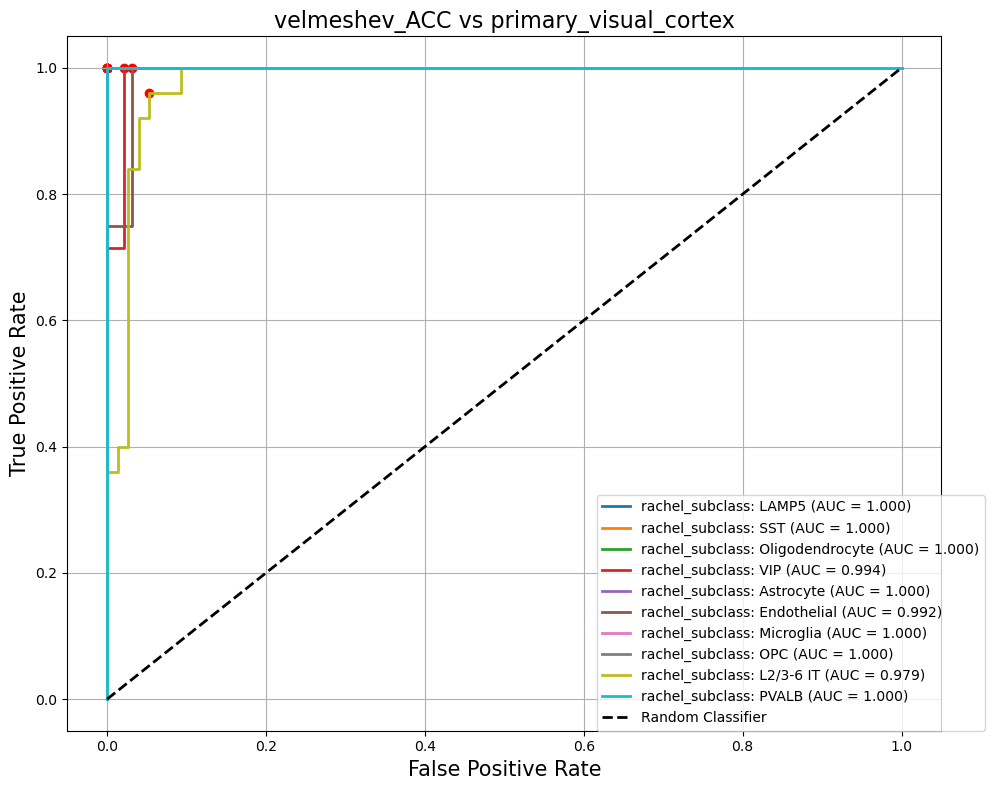 velmeshev_ACC vs primary_visual_cortex
True Positive Rate
1.0
0.8
0.6
0.4
0.2
0.0
rachel_subclass: LAMP5 (AUC = 1.000)
rachel_subclass: SST (AUC = 1.000)
rachel_subclass: Oligodendrocyte (AUC = 1.000)
rachel_subclass: VIP (AUC = 0.994)
rachel_subclass: Astrocyte (AUC = 1.000)
rachel_subclass: Endothelial (AUC = 0.992)
rachel_subclass: Microglia (AUC = 1.000)
rachel_subclass: OPC (AUC = 1.000)
rachel_subclass: L2/3-6 IT (AUC = 0.979)
rachel_subclass: PVALB (AUC = 1.000)
Random Classifier
0.0 0.2 0.4 0.6 0.8 1.0
False Positive Rate